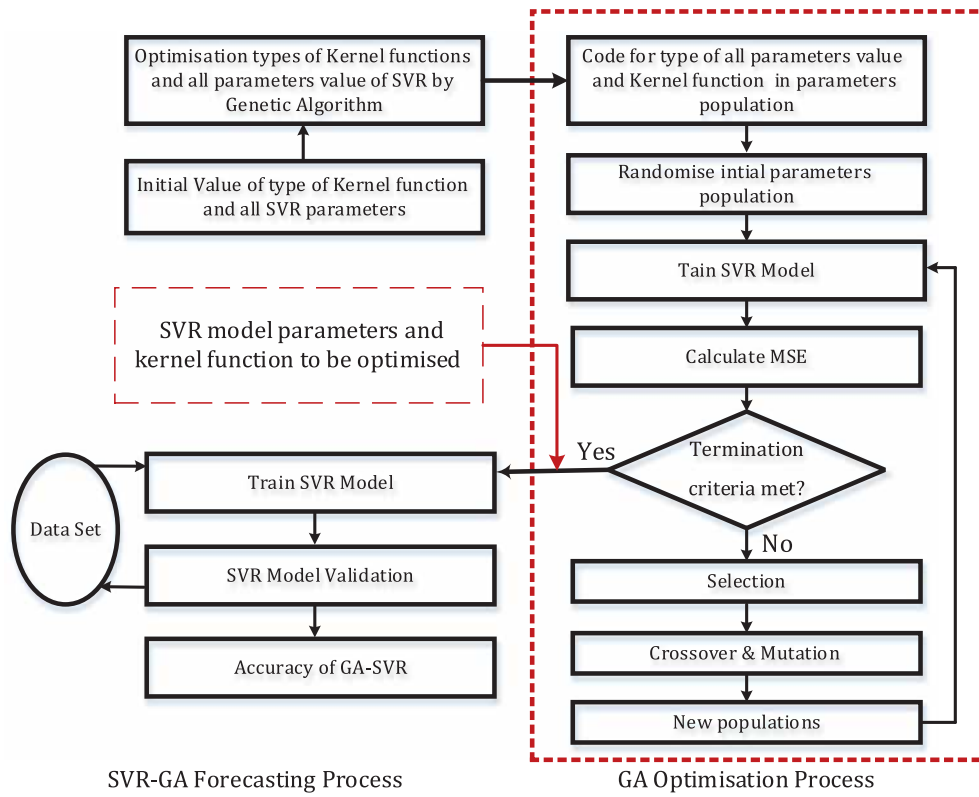 Optimisation types of Kernel functions
and all parameters value of SVR by
Genetic Algorithm
Initial Value of type of Kernel function
and all SVR parameters
Code for type of all parameters value
and Kernel function in parameters
population
Randomise intial parameters
population
Tain SVR Model
Calculate MSE
SVR model parameters and
kernel function to be optimised
Termination
criteria met?
Yes
No
Train SVR Model
Data Set
SVR Model Validation
Accuracy of GA-SVR
Selection
Crossover & Mutation
New populations
SVR-GA Forecasting Process
GA Optimisation Process